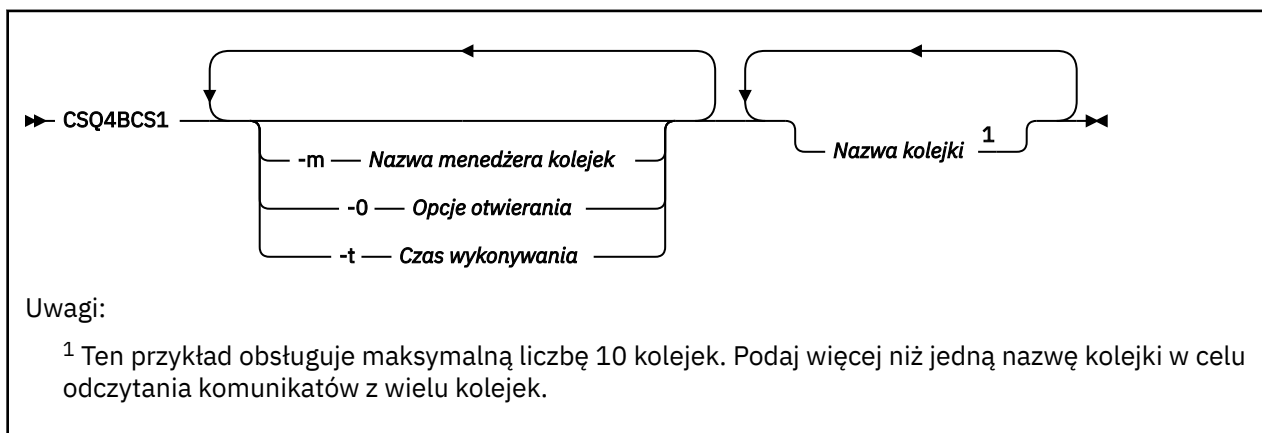 CSQ4BCS1
-m Nazwa menedżera kolejek
-0 Opcje otwierania
-t Czas wykonywania
Nazwa kolejki 1
Uwagi:
1 Ten przykład obsługuje maksymalną liczbę 10 kolejek. Podaj więcej niż jedną nazwę kolejki w celu
odczytania komunikatów z wielu kolejek.